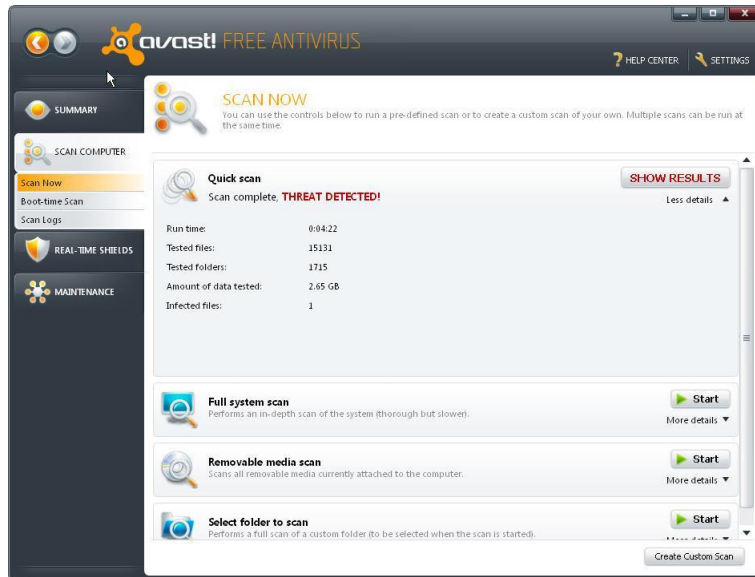 avast! FREE ANTIVIRUS
HELP CENTER
SETTINGS
SUMMARY
SCAN COMPUTER
Scan Now
Boot-time Scan
Scan Logs
REAL-TIME SHIELDS
MAINTENANCE
SCAN NOW
You can use the controls below to run a pre-defined scan or to create a custom scan of your own. Multiple scans can be run at
the same time.
Quick scan
SHOW RESULTS
Scan complete, THREAT DETECTED!
Less details
Run time: 0:04:22
Tested files: 15131
Tested folders: 1715
Amount of data tested: 2.65 GB
Infected files: 1
Full system scan
Start
Performs an in-depth scan of the system (thorough but slower).
More details
Removable media scan
Start
Scans all removable media currently attached to the computer.
More details
Select folder to scan
Start
Performs a full scan of a custom folder (to be selected when the scan is started).
More details
Create Custom Scan